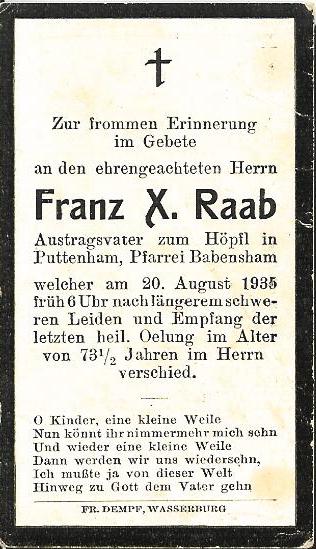 Zur frommen Erinnerung
im Gebete
an den ehrengeachteten Herrn
Franz X. Raab
Austragsvater zum Höpfl in
Puttenham, Pfarrei Babensham
welcher am 20. August 1935
früh 6 Uhr nach längerem schwe-
ren Leiden und Empfang der
letzten heil. Oelung im Alter
von 73½ Jahren im Herrn
verschied.
O Kinder, eine kleine Weile
Nun könnt ihr nimmermehr mich sehn
Und wieder eine kleine Weile
Dann werden wir uns wiedersehn,
Ich mußte ja von dieser Welt
Hinweg zu Gott dem Vater gehn
FR. DEMPF, WASSERBURG